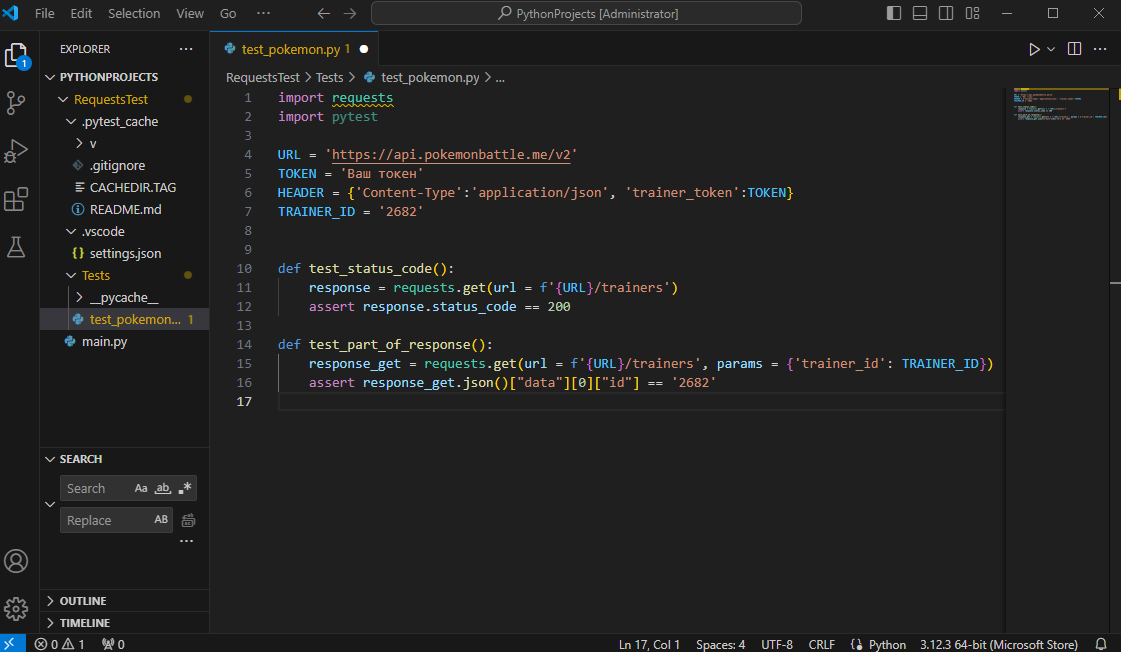 File Edit Selection View Go ··· PythonProjects [Administrator]
EXPLORER ···
test_pokemon.py 1
1
PYTHONPROJECTS
RequestsTest
.pytest_cache
v
.gitignore
CACHEDIR.TAG
README.md
.vscode
settings.json
Tests
__pycache__
test_pokemon... 1
main.py
RequestsTest > Tests > test_pokemon.py > ...
1 import requests
2 import pytest
3
4 URL = 'https://api.pokemonbattle.me/v2'
5 TOKEN = 'Ваш токен'
6 HEADER = {'Content-Type':'application/json', 'trainer_token':TOKEN}
7 TRAINER_ID = '2682'
8
9
10 def test_status_code():
11     response = requests.get(url = f'{URL}/trainers')
12     assert response.status_code == 200
13
14 def test_part_of_response():
15     response_get = requests.get(url = f'{URL}/trainers', params = {'trainer_id': TRAINER_ID})
16     assert response_get.json()["data"][0]["id"] == '2682'
17
SEARCH
Search Aa ab .*
Replace AB
···
OUTLINE
TIMELINE
0 1 0 Ln 17, Col 1 Spaces: 4 UTF-8 CRLF Python 3.12.3 64-bit (Microsoft Store)